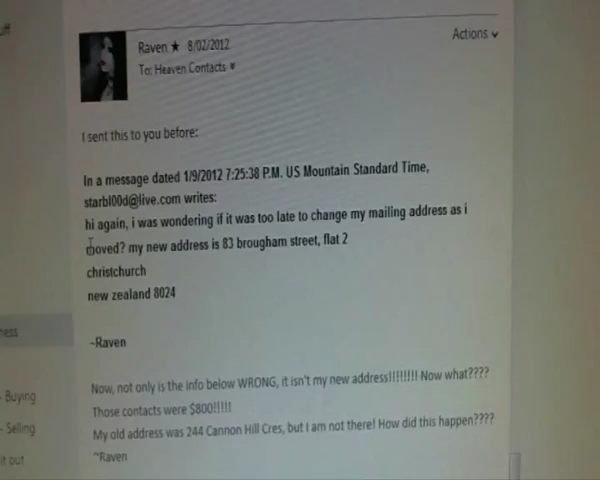 Raven ★ 8/02/2012
Actions
To: Heaven Contacts
I sent this to you before:
In a message dated 1/9/2012 7:25:38 P.M. US Mountain Standard Time,
starbl00d@live.com writes:
hi again, i was wondering if it was too late to change my mailing address as i
moved? my new address is 83 brougham street, flat 2
christchurch
new zealand 8024
~Raven
Now, not only is the info below WRONG, it isn't my new address!!!!!!!! Now what????
Those contacts were $800!!!!!
My old address was 244 Cannon Hill Cres, but I am not there! How did this happen????
~Raven
- Buying
- Selling
it out